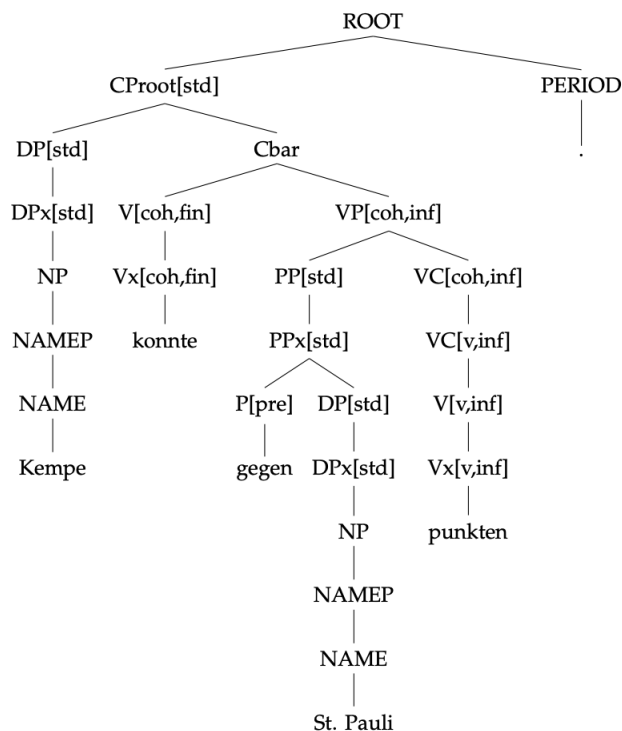 ROOT
CProot[std] PERIOD
DP[std] Cbar .
DPx[std] V[coh,fin] VP[coh,inf]
NP Vx[coh,fin] PP[std] VC[coh,inf]
NAMEP konnte PPx[std] VC[v,inf]
NAME P[pre] DP[std] V[v,inf]
Kempe gegen DPx[std] Vx[v,inf]
NP punkten
NAMEP
NAME
St. Pauli